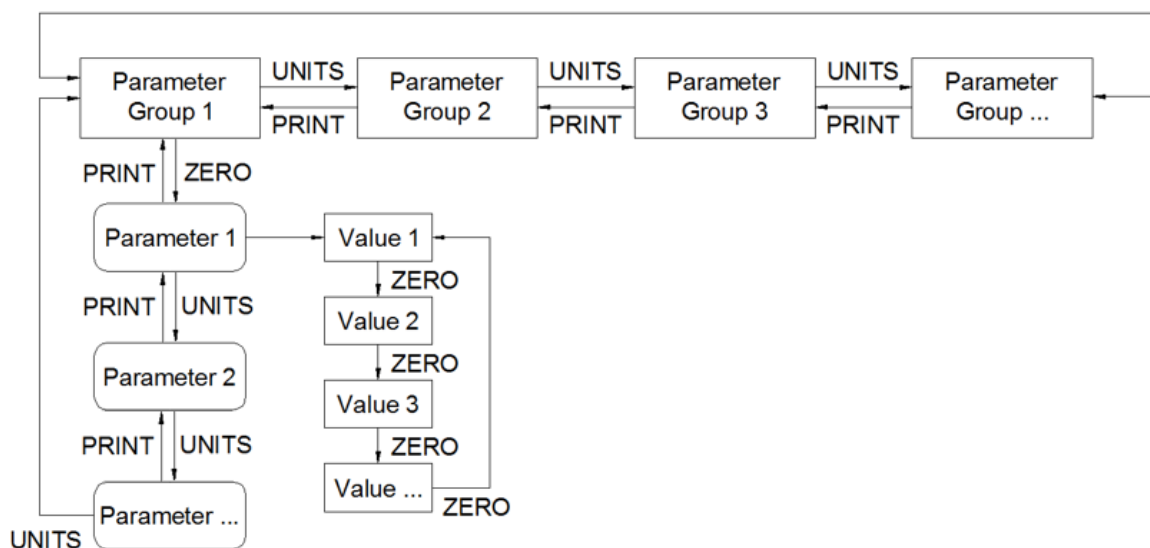 UNITS UNITS UNITS
Parameter Group 1
Parameter Group 2
Parameter Group 3
Parameter Group ...
PRINT PRINT PRINT
PRINT ZERO
Parameter 1
Value 1
ZERO
PRINT UNITS
Value 2
Parameter 2
ZERO
Value 3
PRINT UNITS
ZERO
Value ...
ZERO
Parameter ...
UNITS